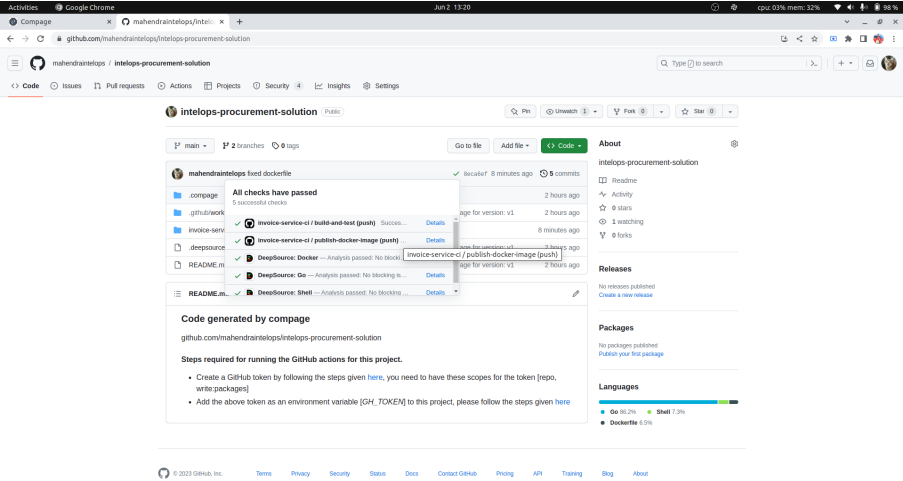 Activities Google Chrome Jun 2 13:20 cpu: 03% mem: 32% 98 %
Compage mahendraintelops/intelo
github.com/mahendraintelops/intelops-procurement-solution
mahendraintelops / intelops-procurement-solution Type / to search
Code Issues Pull requests Actions Projects Security 4 Insights Settings
intelops-procurement-solution Public Pin Unwatch 1 Fork 0 Star 0
main 2 branches 0 tags Go to file Add file Code
About
intelops-procurement-solution
Readme
Activity
0 stars
1 watching
0 forks
Releases
No releases published
Create a new release
Packages
No packages published
Publish your first package
Languages
Go 86.2% Shell 7.3%
Dockerfile 6.5%
mahendraintelops fixed dockerfile 8eca6ef 8 minutes ago 5 commits
.compage 2 hours ago
.github/work age for version: v1 2 hours ago
invoice-serv 8 minutes ago
.deepsource age for version: v1 2 hours ago
README.m age for version: v1 2 hours ago
All checks have passed
5 successful checks
invoice-service-ci / build-and-test (push) Succes... Details
invoice-service-ci / publish-docker-image (push) ... Details
invoice-service-ci / publish-docker-image (push)
DeepSource: Docker — Analysis passed: No blocki
DeepSource: Go — Analysis passed: No blocking is... Details
DeepSource: Shell — Analysis passed: No blocking ... Details
README.m
Code generated by compage
github.com/mahendraintelops/intelops-procurement-solution
Steps required for running the GitHub actions for this project.
Create a GitHub token by following the steps given here, you need to have these scopes for the token [repo,
write:packages]
Add the above token as an environment variable [GH_TOKEN] to this project, please follow the steps given here
© 2023 GitHub, Inc. Terms Privacy Security Status Docs Contact GitHub Pricing API Training Blog About